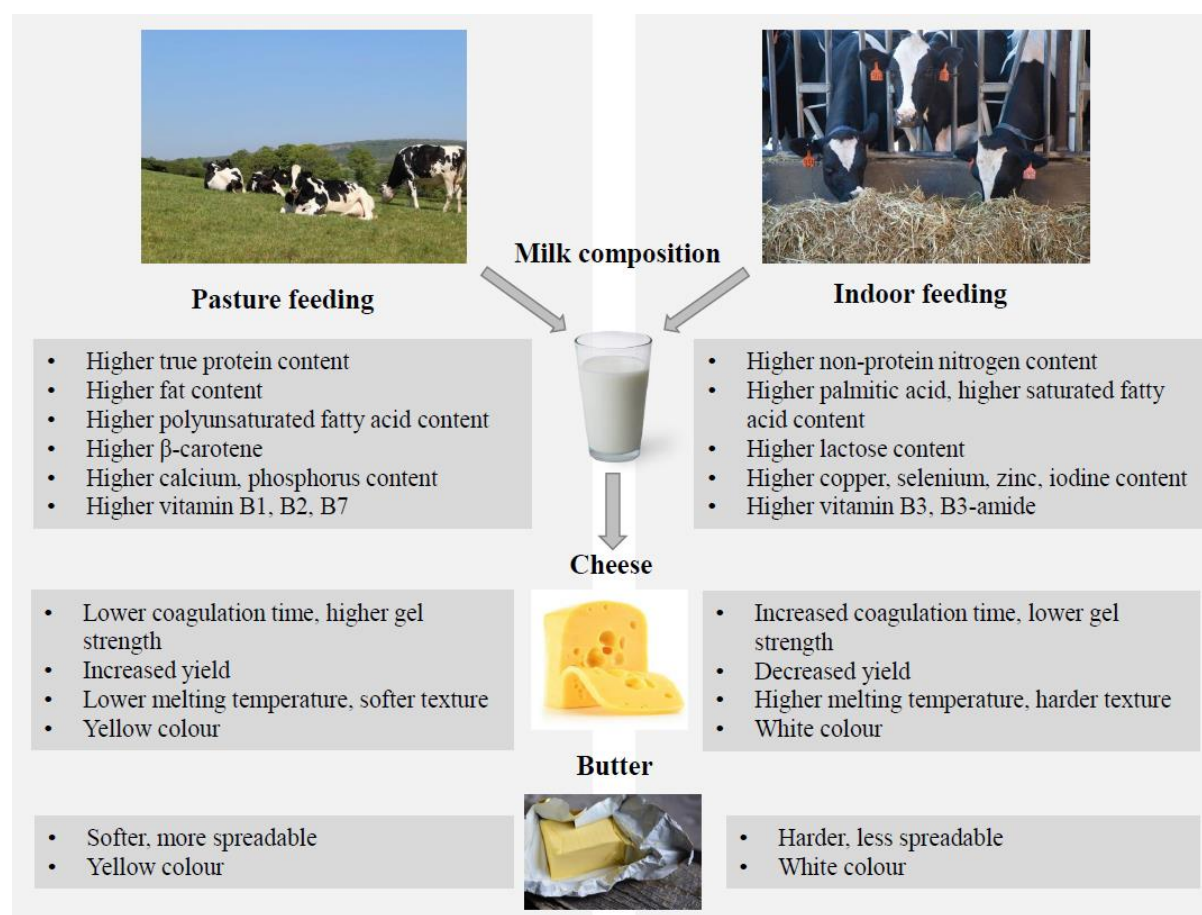 Milk composition
Pasture feeding
Indoor feeding
• Higher true protein content
• Higher fat content
• Higher polyunsaturated fatty acid content
• Higher β-carotene
• Higher calcium, phosphorus content
• Higher vitamin B1, B2, B7
• Higher non-protein nitrogen content
• Higher palmitic acid, higher saturated fatty
acid content
• Higher lactose content
• Higher copper, selenium, zinc, iodine content
• Higher vitamin B3, B3-amide
Cheese
• Lower coagulation time, higher gel
strength
• Increased yield
• Lower melting temperature, softer texture
• Yellow colour
• Increased coagulation time, lower gel
strength
• Decreased yield
• Higher melting temperature, harder texture
• White colour
Butter
• Softer, more spreadable
• Yellow colour
• Harder, less spreadable
• White colour